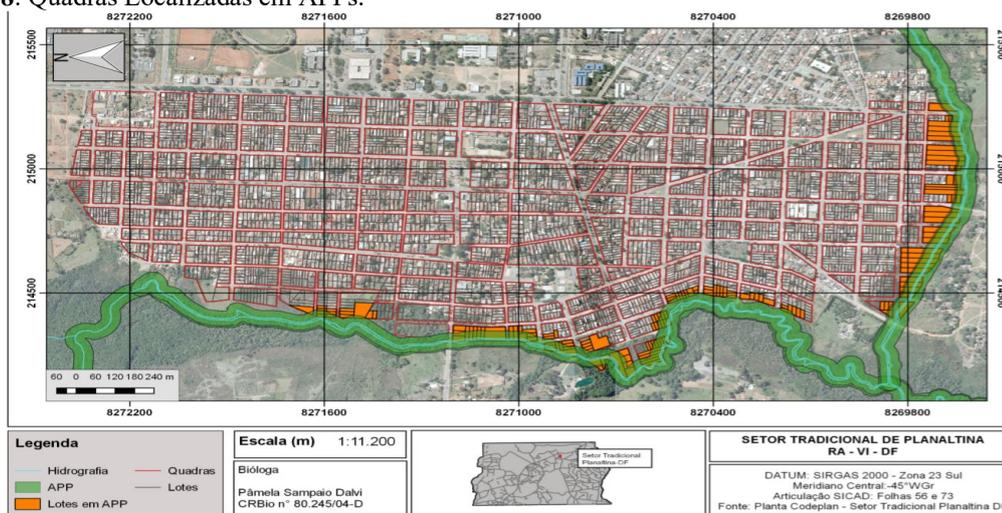 8. Quadras Localizadas em APPs.
8272200 8271600 8271000 8270400 8269800
215500
215000
214500
N
60 0 60 120 180 240 m
8272200 8271600 8271000 8270400 8269800
Legenda
Hidrografia
Quadras
APP
Lotes
Lotes em APP
Escala (m) 1:11.200
Bióloga
Pâmela Sampaio Dalvi
CRBio n° 80.245/04-D
Setor Tradicional
Planaltina-DF
SETOR TRADICIONAL DE PLANALTINA
RA - VI - DF
DATUM: SIRGAS 2000 - Zona 23 Sul
Meridiano Central:-45°WGr
Articulação SICAD: Folhas 56 e 73
Fonte: Planta Codeplan - Setor Tradicional Planaltina